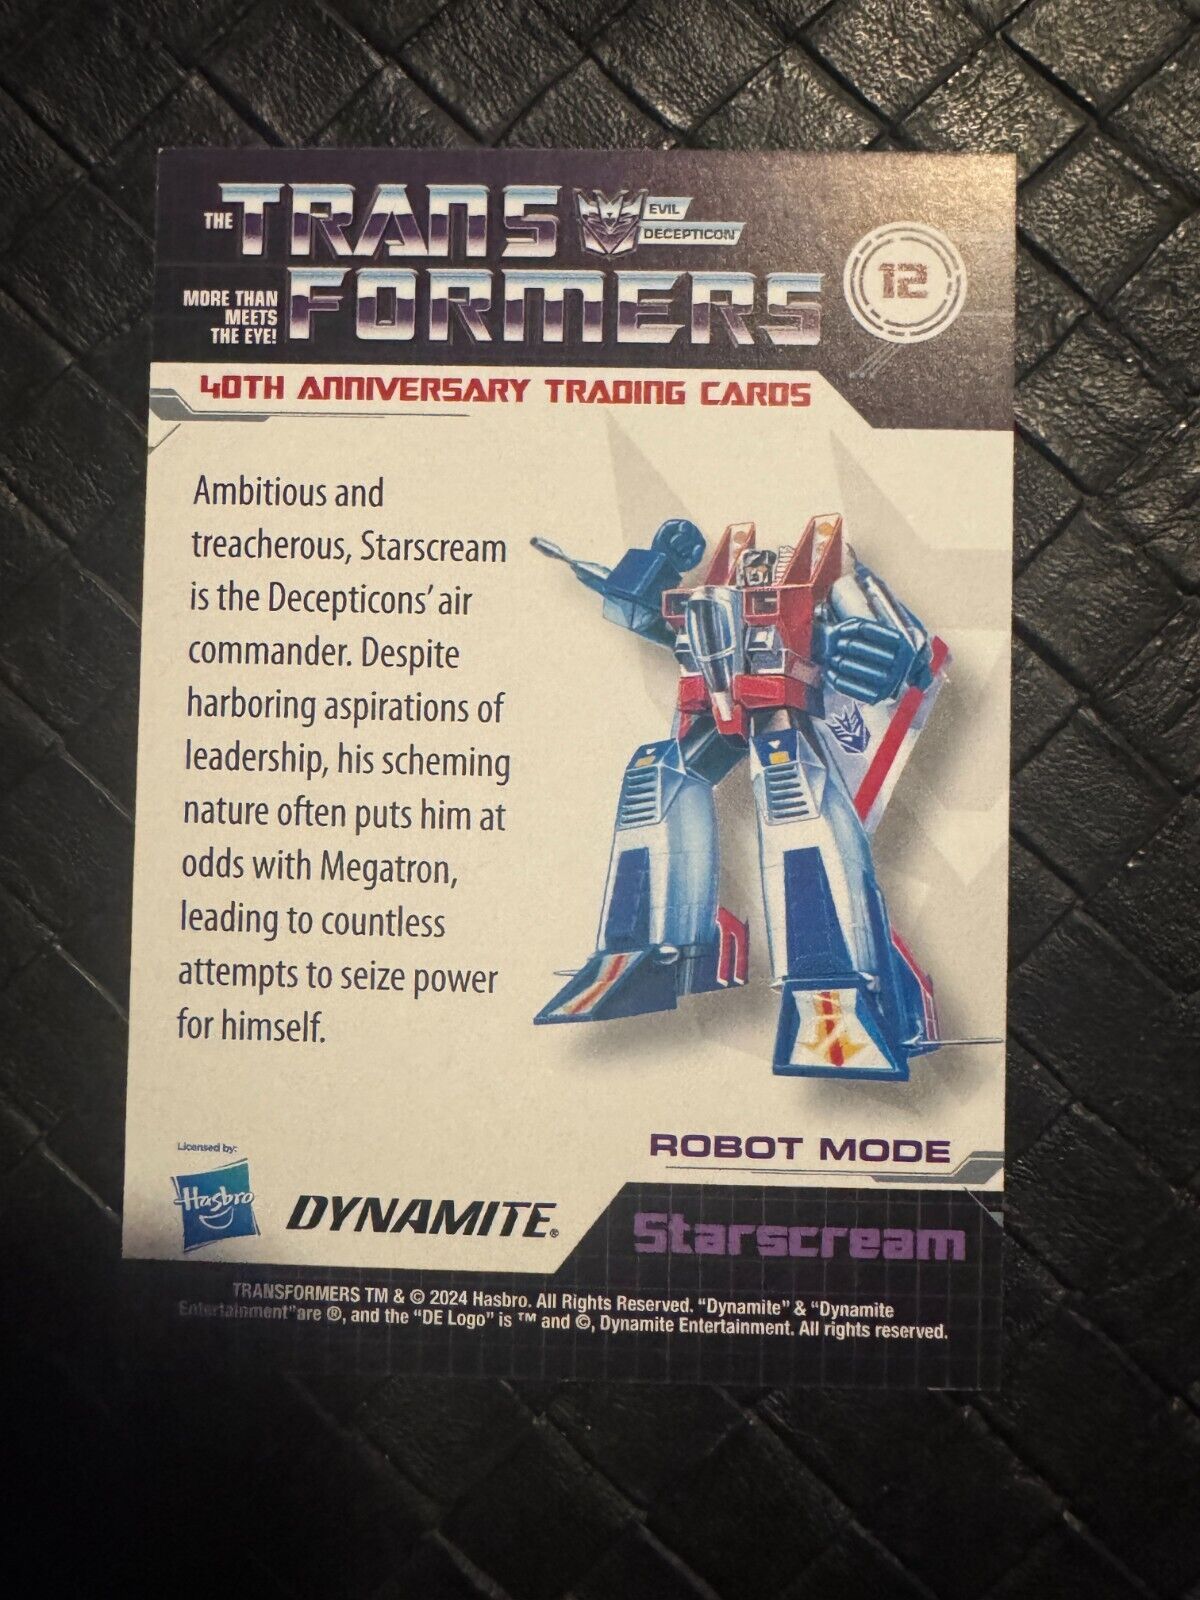 THE TRANS
EVIL
DECEPTICON
FORMERS
MORE THAN
MEETS
THE EYE!
12
40TH ANNIVERSARY TRADING CARDS
Ambitious and
treacherous, Starscream
is the Decepticons’ air
commander. Despite
harboring aspirations of
leadership, his scheming
nature often puts him at
odds with Megatron,
leading to countless
attempts to seize power
for himself.
ROBOT MODE
Licensed by:
Hasbro
DYNAMITE®
Starscream
TRANSFORMERS TM & © 2024 Hasbro. All Rights Reserved. “Dynamite” & “Dynamite
Entertainment”are ®, and the “DE Logo” is ™ and ©, Dynamite Entertainment. All rights reserved.